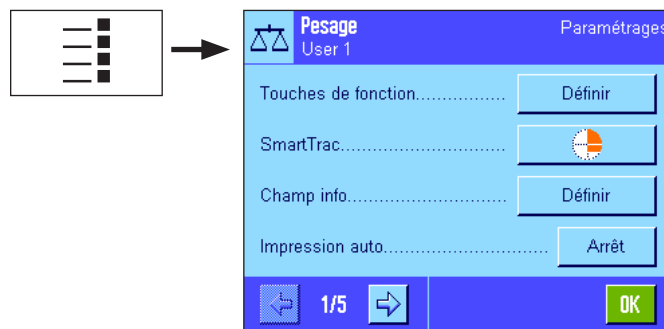 Pesage
User 1
Paramétrages
Touches de fonction................ Définir
SmartTrac..............................
Champ info............................. Définir
Impression auto.............................. Arrêt
1/5
OK